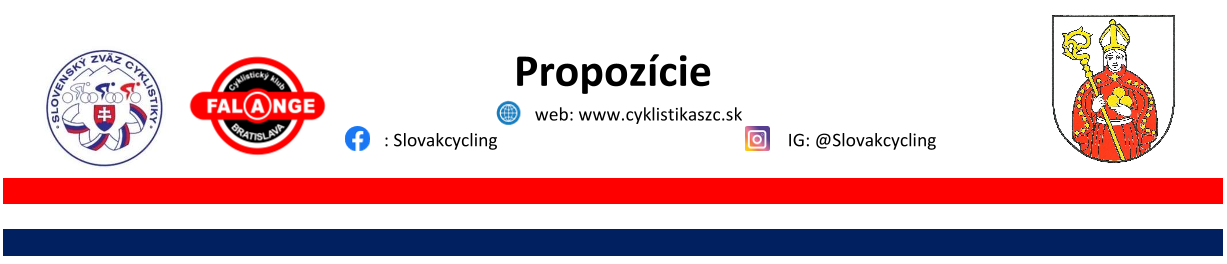 SLOVENSKÝ ZVÄZ CYKLISTIKY
Cyklistický klub
FALANGE
BRATISLAVA
Propozície
web: www.cyklistikaszc.sk
: Slovakcycling
IG: @Slovakcycling